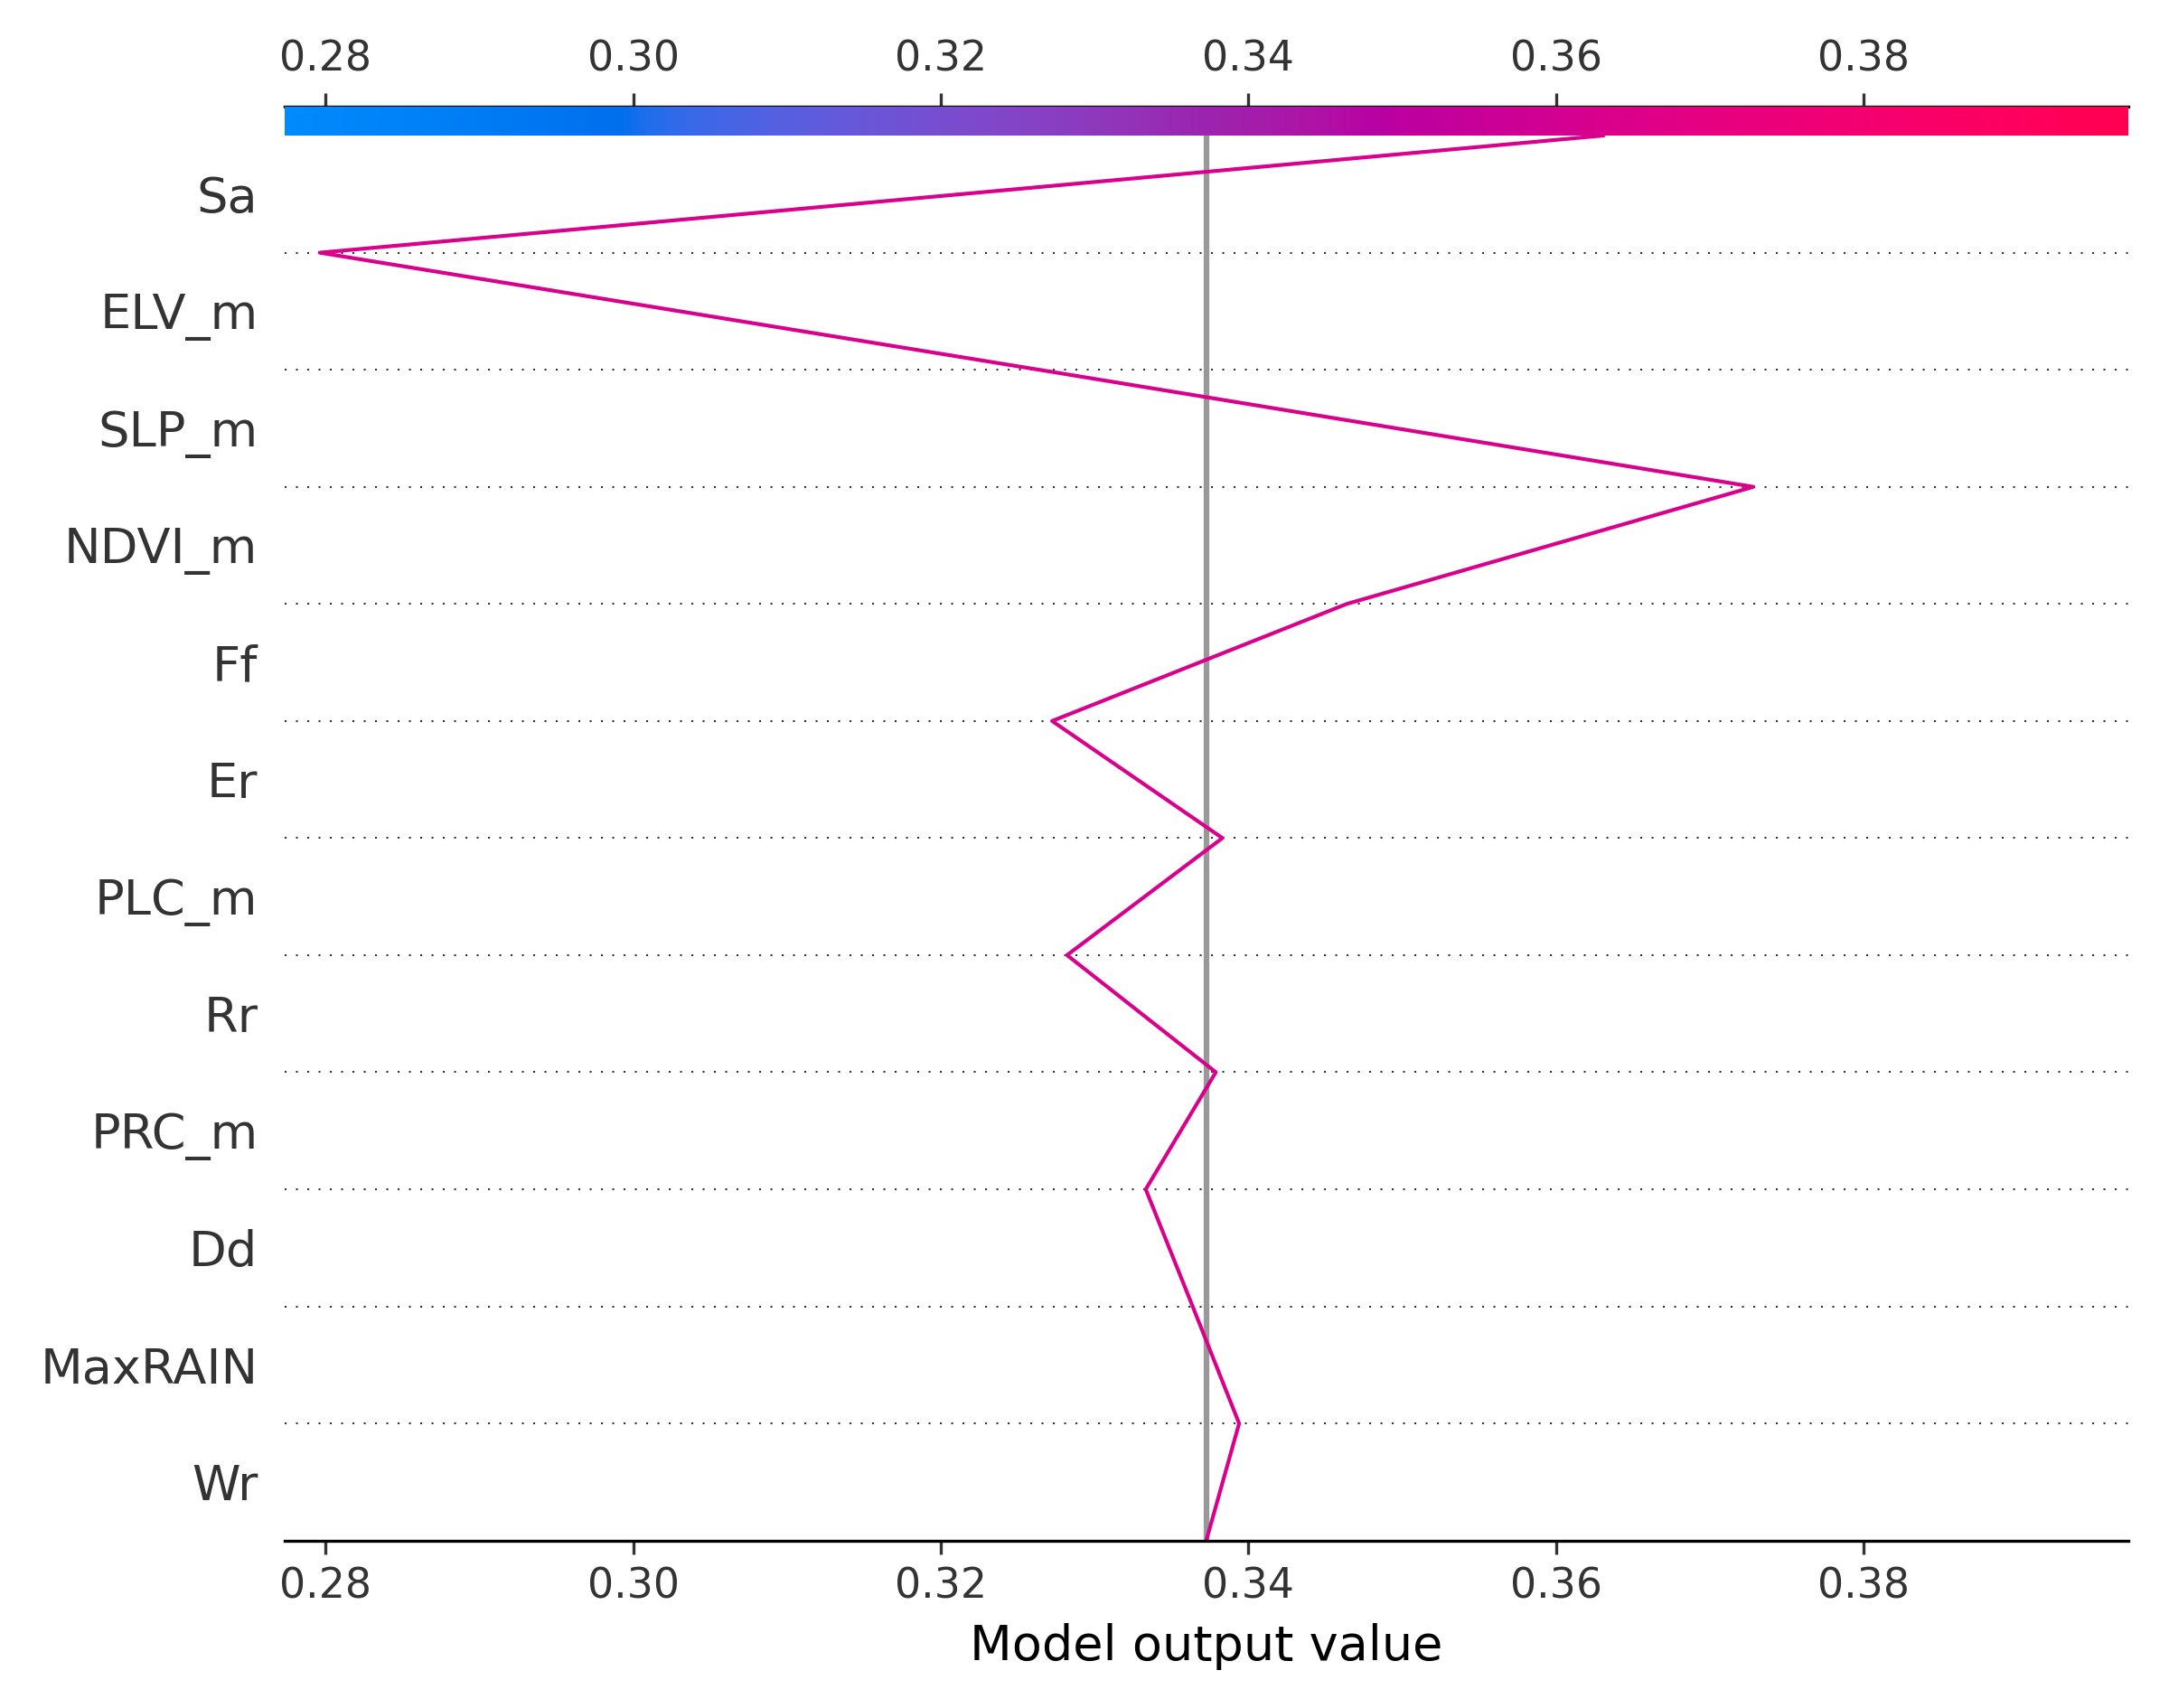 0.28 0.30 0.32 0.34 0.36 0.38
Sa
ELV_m
SLP_m
NDVI_m
Ff
Er
PLC_m
Rr
PRC_m
Dd
MaxRAIN
Wr
0.28 0.30 0.32 0.34 0.36 0.38
Model output value